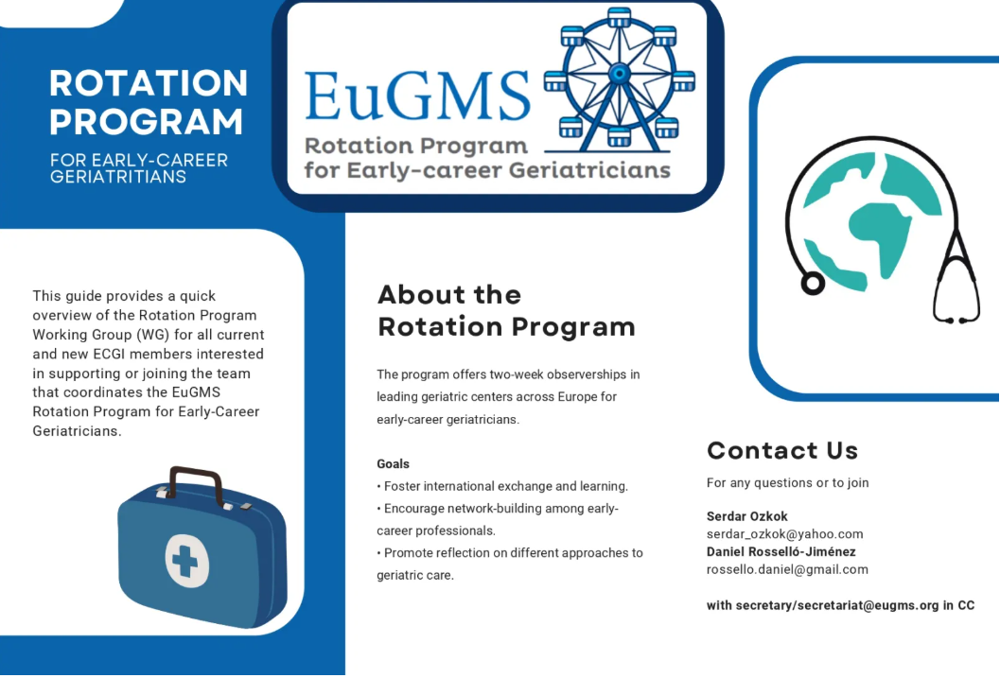 ROTATION
PROGRAM
FOR EARLY-CAREER
GERIATRITIANS
This guide provides a quick
overview of the Rotation Program
Working Group (WG) for all current
and new ECGI members interested
in supporting or joining the team
that coordinates the EuGMS
Rotation Program for Early-Career
Geriatricians.
EuGMS
Rotation Program
for Early-career Geriatricians
About the
Rotation Program
The program offers two-week observerships in
leading geriatric centers across Europe for
early-career geriatricians.
Goals
• Foster international exchange and learning.
• Encourage network-building among early-
career professionals.
• Promote reflection on different approaches to
geriatric care.
Contact Us
For any questions or to join
Serdar Ozkok
serdar_ozkok@yahoo.com
Daniel Rosselló-Jiménez
rossello.daniel@gmail.com
with secretary/secretariat@eugms.org in CC